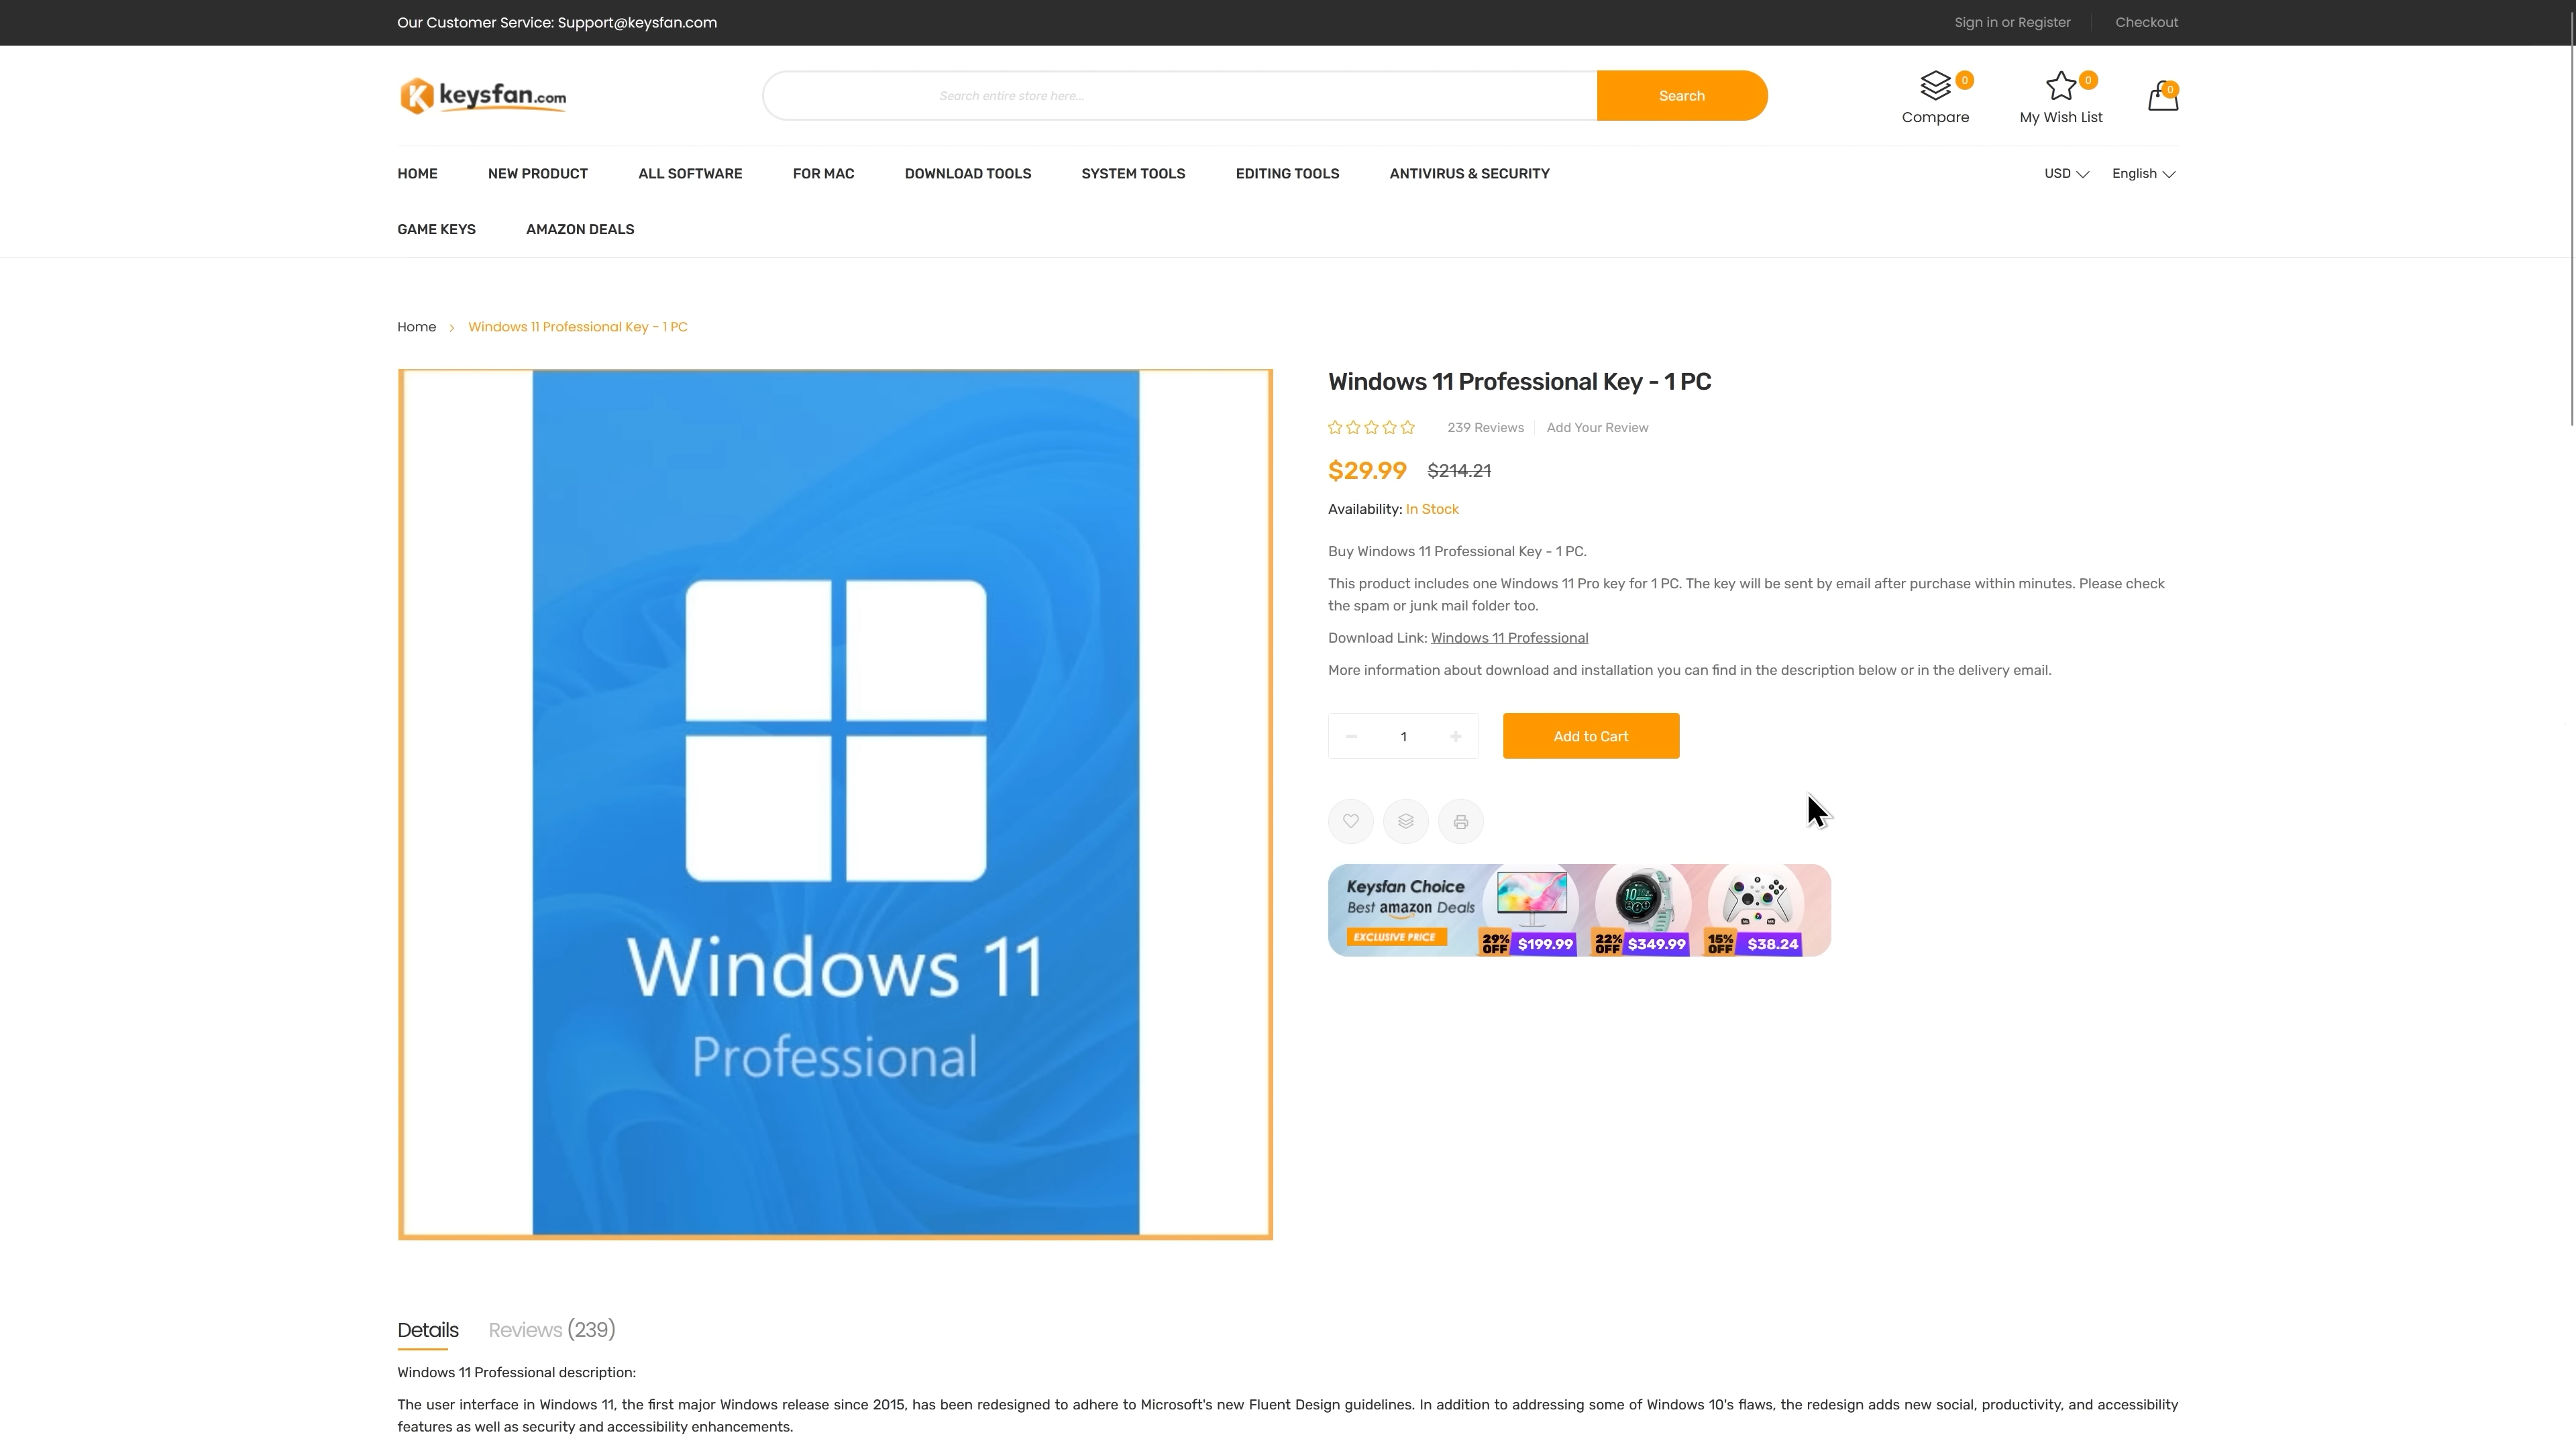 Our Customer Service: Support@keysfan.com
Sign in or Register
Checkout
keysfan.com
Search entire store here...
Search
0
Compare
0
My Wish List
0
HOME
NEW PRODUCT
ALL SOFTWARE
FOR MAC
DOWNLOAD TOOLS
SYSTEM TOOLS
EDITING TOOLS
ANTIVIRUS & SECURITY
USD
English
GAME KEYS
AMAZON DEALS
Home
Windows 11 Professional Key - 1 PC
Windows 11
Professional
Windows 11 Professional Key - 1 PC
239 Reviews
Add Your Review
$29.99
$214.21
Availability: In Stock
Buy Windows 11 Professional Key - 1 PC.
This product includes one Windows 11 Pro key for 1 PC. The key will be sent by email after purchase within minutes. Please check
the spam or junk mail folder too.
Download Link: Windows 11 Professional
More information about download and installation you can find in the description below or in the delivery email.
1
Add to Cart
Keysfan Choice
Best amazon Deals
EXCLUSIVE PRICE
29% OFF
$199.99
22% OFF
$349.99
15% OFF
$38.24
Details
Reviews (239)
Windows 11 Professional description:
The user interface in Windows 11, the first major Windows release since 2015, has been redesigned to adhere to Microsoft's new Fluent Design guidelines. In addition to addressing some of Windows 10's flaws, the redesign adds new social, productivity, and accessibility
features as well as security and accessibility enhancements.